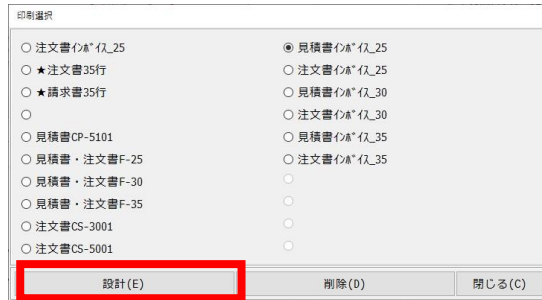 印刷選択
注文書ｲﾝﾎﾞｲｽ_25
★注文書35行
★請求書35行
見積書CP-5101
見積書・注文書F-25
見積書・注文書F-30
見積書・注文書F-35
注文書CS-3001
注文書CS-5001
見積書ｲﾝﾎﾞｲｽ_25
注文書ｲﾝﾎﾞｲｽ_25
見積書ｲﾝﾎﾞｲｽ_30
注文書ｲﾝﾎﾞｲｽ_30
見積書ｲﾝﾎﾞｲｽ_35
注文書ｲﾝﾎﾞｲｽ_35
設計(E)
削除(D)
閉じる(C)